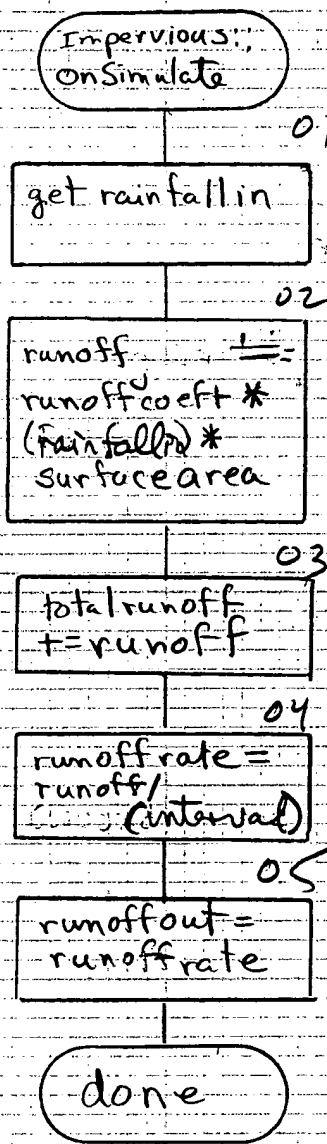 Impervious::
OnSimulate
01
get rainfallin
02
runoff =
runoffcoeft *
(rainfallin) *
surfacearea
03
totalrunoff
+= runoff
04
runoffrate =
runoff/
(interval)
05
runoffout =
runoffrate
done